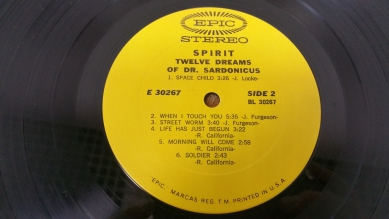 EPIC
STEREO
SPIRIT
TWELVE DREAMS
OF DR. SARDONICUS
1. SPACE CHILD 3:26 -J. Locke-
E 30267 SIDE 2
BL 30267
2. WHEN I TOUCH YOU 5:35 -J. Furgeson-
3. STREET WORM 3:40 -J. Furgeson-
4. LIFE HAS JUST BEGUN 3:22
-R. California-
5. MORNING WILL COME 2:56
-R. California-
6. SOLDIER 2:43
-R. California-
EPIC. MARCAS REG. T.M. PRINTED IN U.S.A.